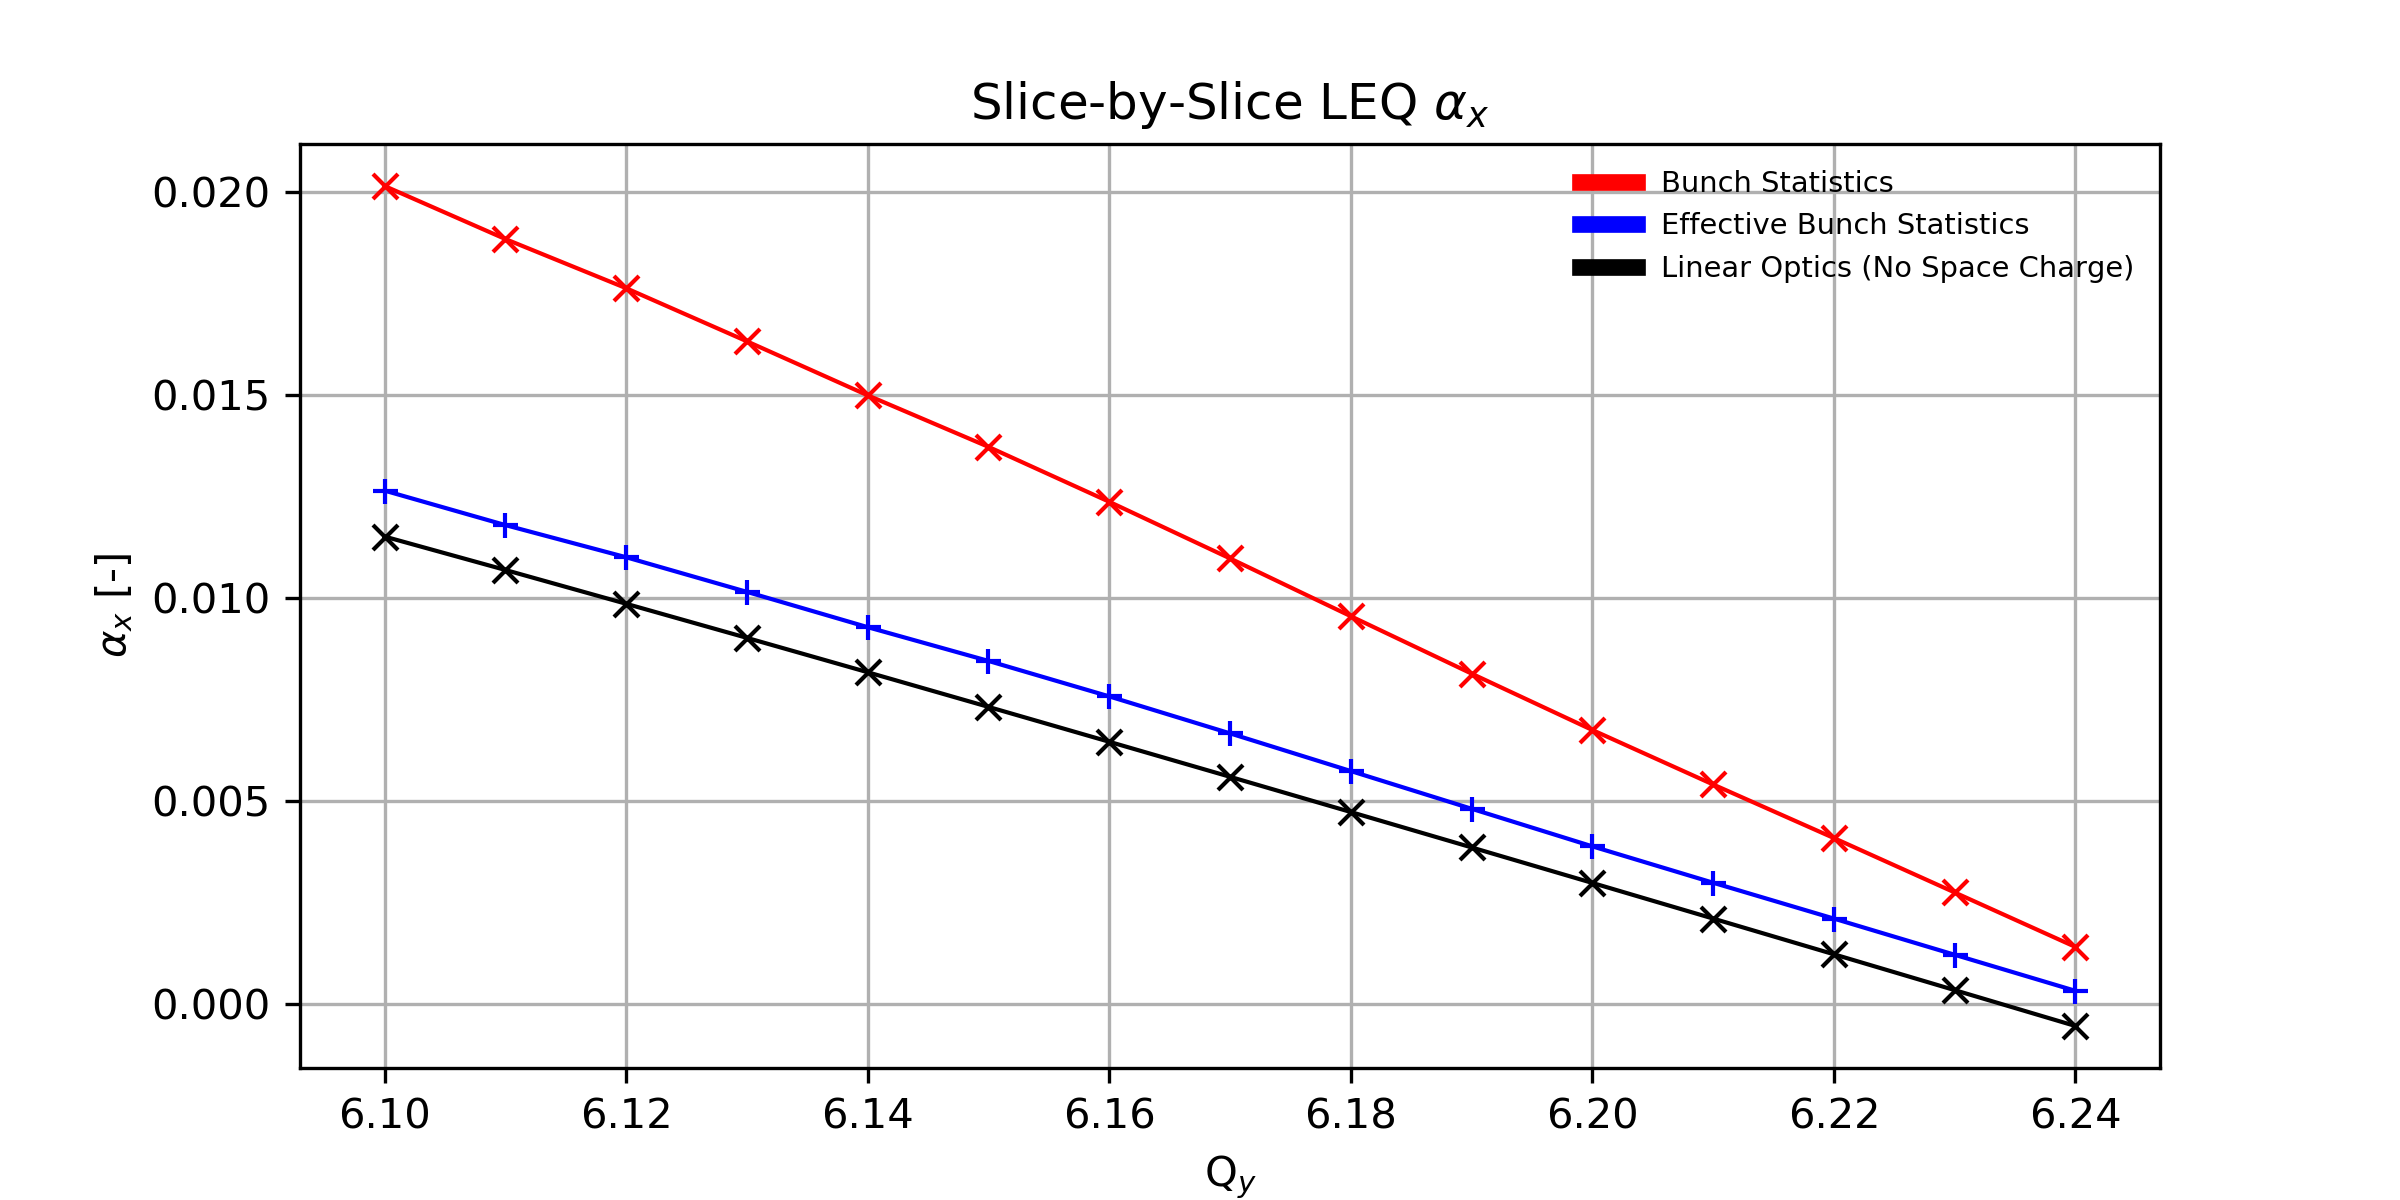 Slice-by-Slice LEQ αₓ
Bunch Statistics
Effective Bunch Statistics
Linear Optics (No Space Charge)
αₓ [-]
0.020
0.015
0.010
0.005
0.000
6.10 6.12 6.14 6.16 6.18 6.20 6.22 6.24
Q_y